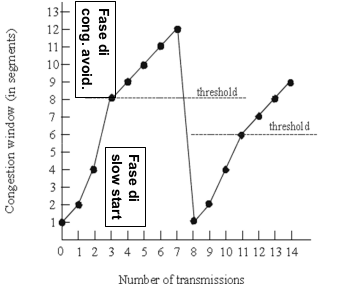 Congestion window (in segments)
13
12
11
10
9
8
7
6
5
4
3
2
1
Fase di
cong. avoid.
threshold
threshold
Fase di
slow start
0 1 2 3 4 5 6 7 8 9 10 11 12 13 14
Number of transmissions